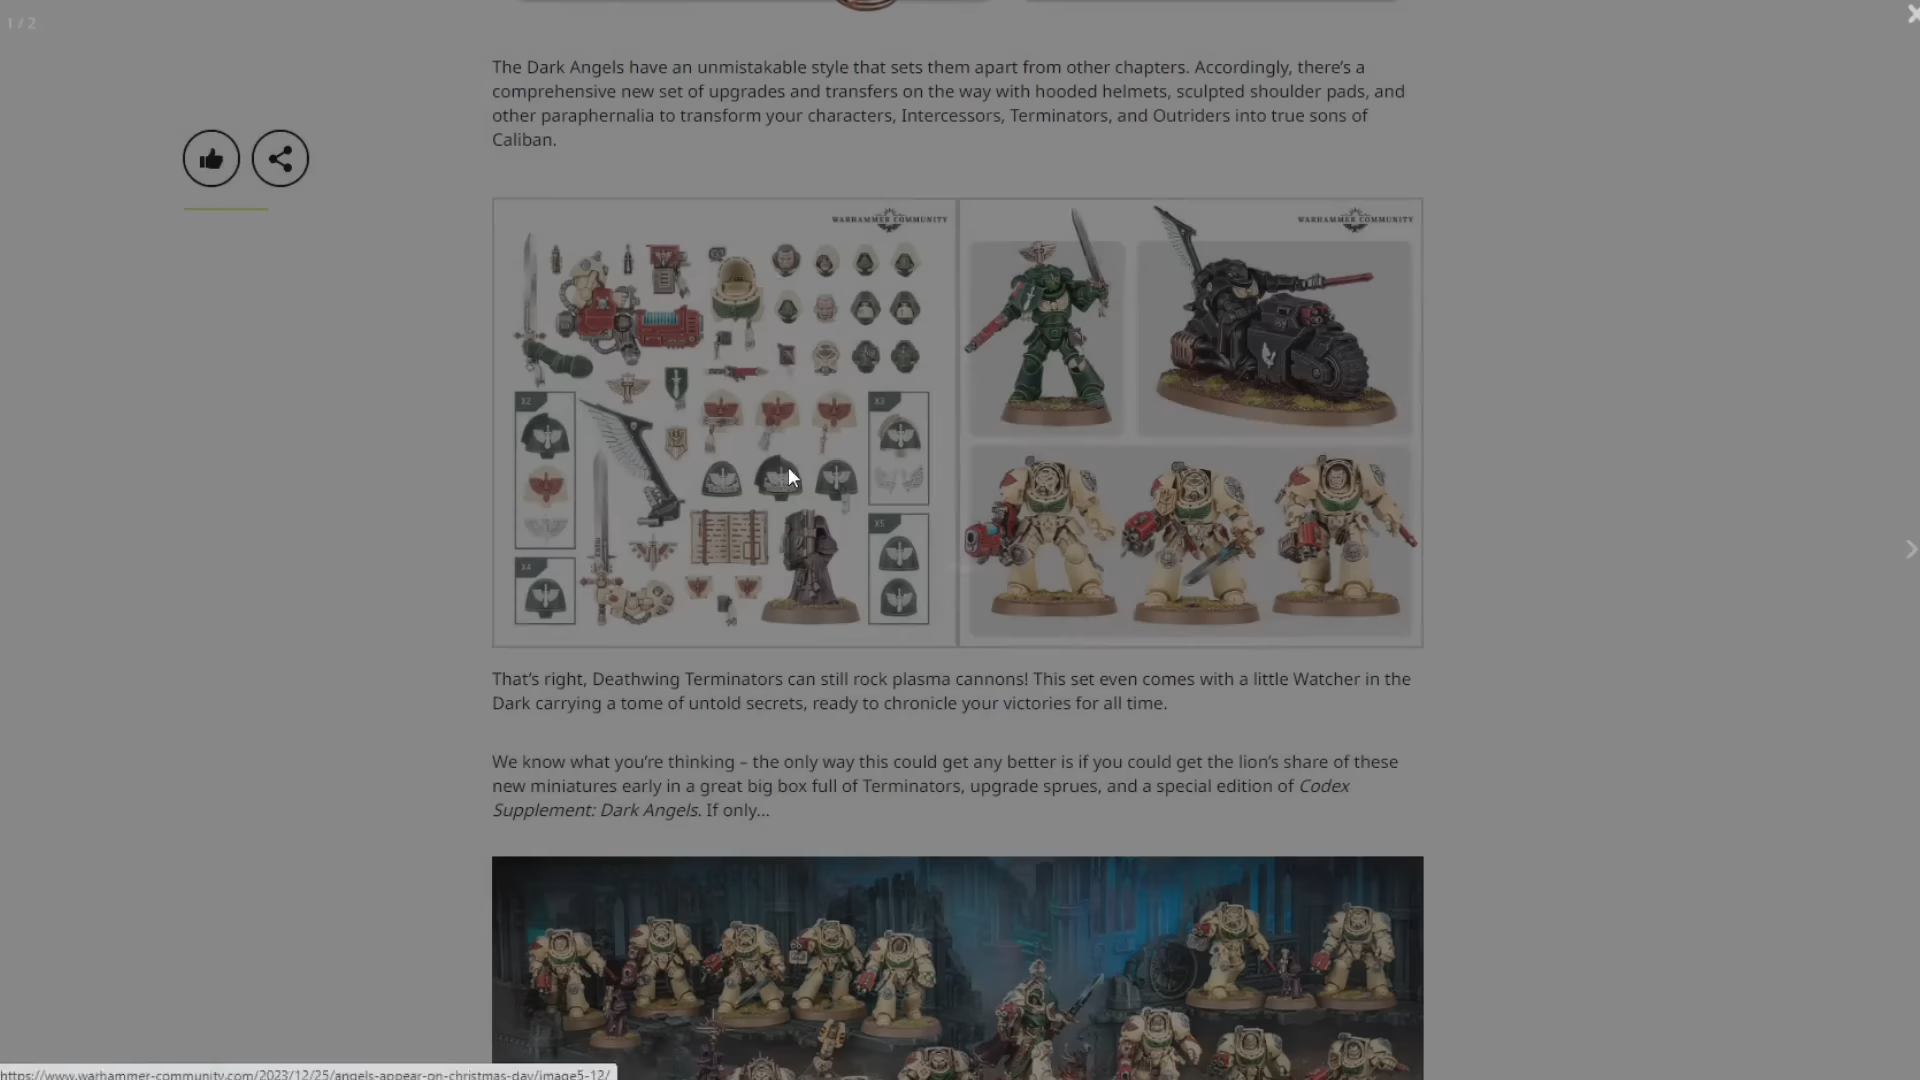 1 / 2
The Dark Angels have an unmistakable style that sets them apart from other chapters. Accordingly, there's a
comprehensive new set of upgrades and transfers on the way with hooded helmets, sculpted shoulder pads, and
other paraphernalia to transform your characters, Intercessors, Terminators, and Outriders into true sons of
Caliban.
WARHAMMER COMMUNITY
WARHAMMER COMMUNITY
X2
X3
X5
X4
That's right, Deathwing Terminators can still rock plasma cannons! This set even comes with a little Watcher in the
Dark carrying a tome of untold secrets, ready to chronicle your victories for all time.
We know what you're thinking – the only way this could get any better is if you could get the lion's share of these
new miniatures early in a great big box full of Terminators, upgrade sprues, and a special edition of Codex
Supplement: Dark Angels. If only...
https://www.warhammer-community.com/2023/12/25/angels-appear-on-christmas-day/image5-12/